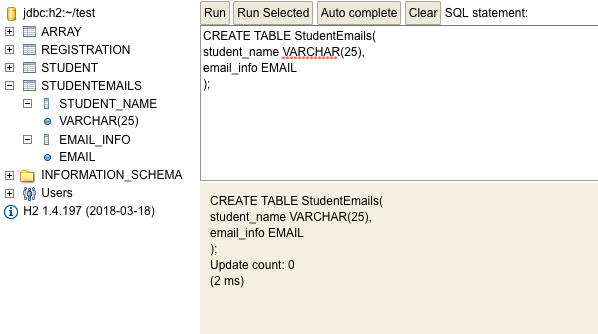 jdbc:h2:~/test
ARRAY
REGISTRATION
STUDENT
STUDENTEMAILS
STUDENT_NAME
VARCHAR(25)
EMAIL_INFO
EMAIL
INFORMATION_SCHEMA
Users
H2 1.4.197 (2018-03-18)
Run Run Selected Auto complete Clear SQL statement:
CREATE TABLE StudentEmails(
student_name VARCHAR(25),
email_info EMAIL
);
CREATE TABLE StudentEmails(
student_name VARCHAR(25),
email_info EMAIL
);
Update count: 0
(2 ms)